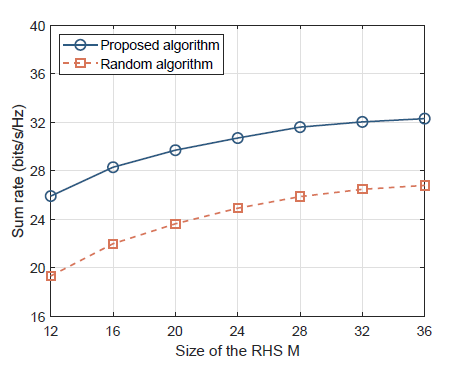 40
36
32
28
24
20
16
Sum rate (bits/s/Hz)
Proposed algorithm
Random algorithm
12 16 20 24 28 32 36
Size of the RHS M